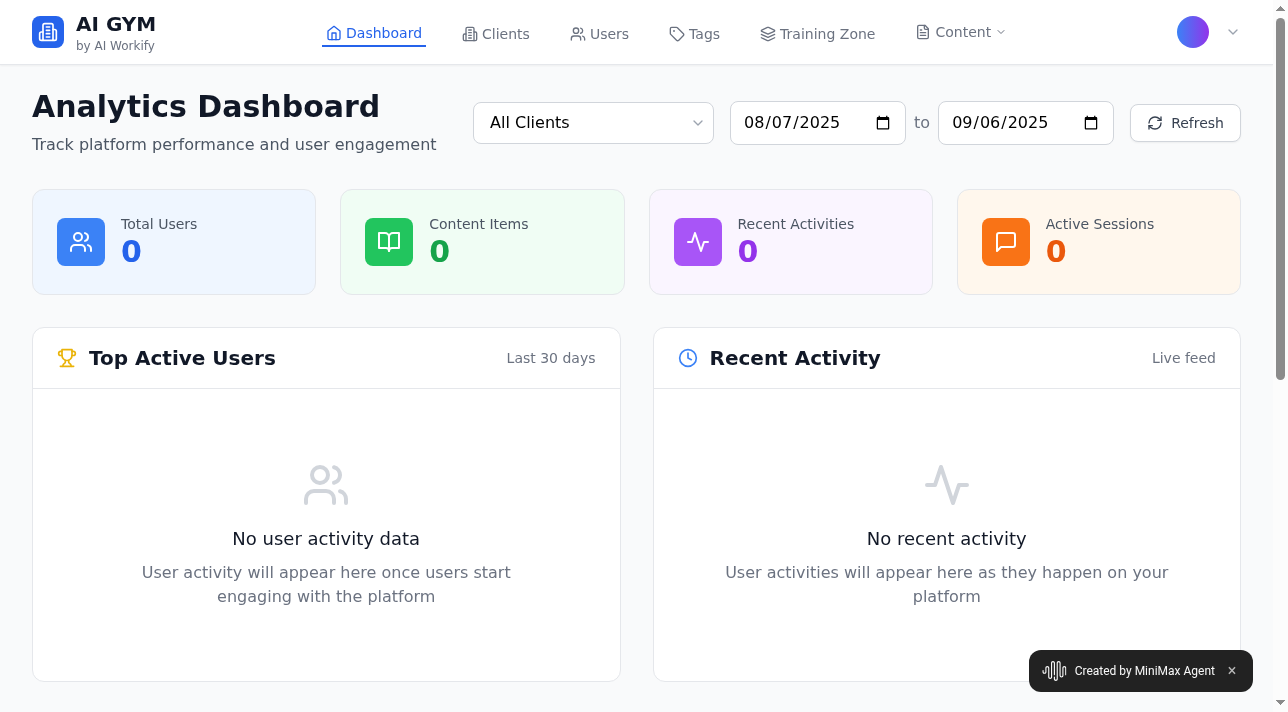 AI GYM
by AI Workify
Dashboard
Clients
Users
Tags
Training Zone
Content
Analytics Dashboard
Track platform performance and user engagement
All Clients
08/07/2025
to
09/06/2025
Refresh
Total Users
0
Content Items
0
Recent Activities
0
Active Sessions
0
Top Active Users
Last 30 days
No user activity data
User activity will appear here once users start
engaging with the platform
Recent Activity
Live feed
No recent activity
User activities will appear here as they happen on your
platform
Created by MiniMax Agent